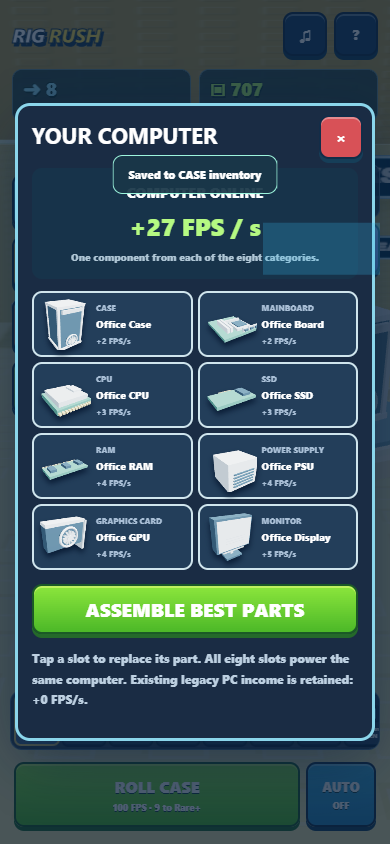 RIG RUSH
?
8
707
YOUR COMPUTER
×
Saved to CASE inventory
COMPUTER ONLINE
+27 FPS / s
One component from each of the eight categories.
CASE
Office Case
+2 FPS/s
MAINBOARD
Office Board
+2 FPS/s
CPU
Office CPU
+3 FPS/s
SSD
Office SSD
+3 FPS/s
RAM
Office RAM
+4 FPS/s
POWER SUPPLY
Office PSU
+4 FPS/s
GRAPHICS CARD
Office GPU
+4 FPS/s
MONITOR
Office Display
+5 FPS/s
ASSEMBLE BEST PARTS
Tap a slot to replace its part. All eight slots power the
same computer. Existing legacy PC income is retained:
+0 FPS/s.
ROLL CASE
100 FPS · 9 to Rare+
AUTO
OFF